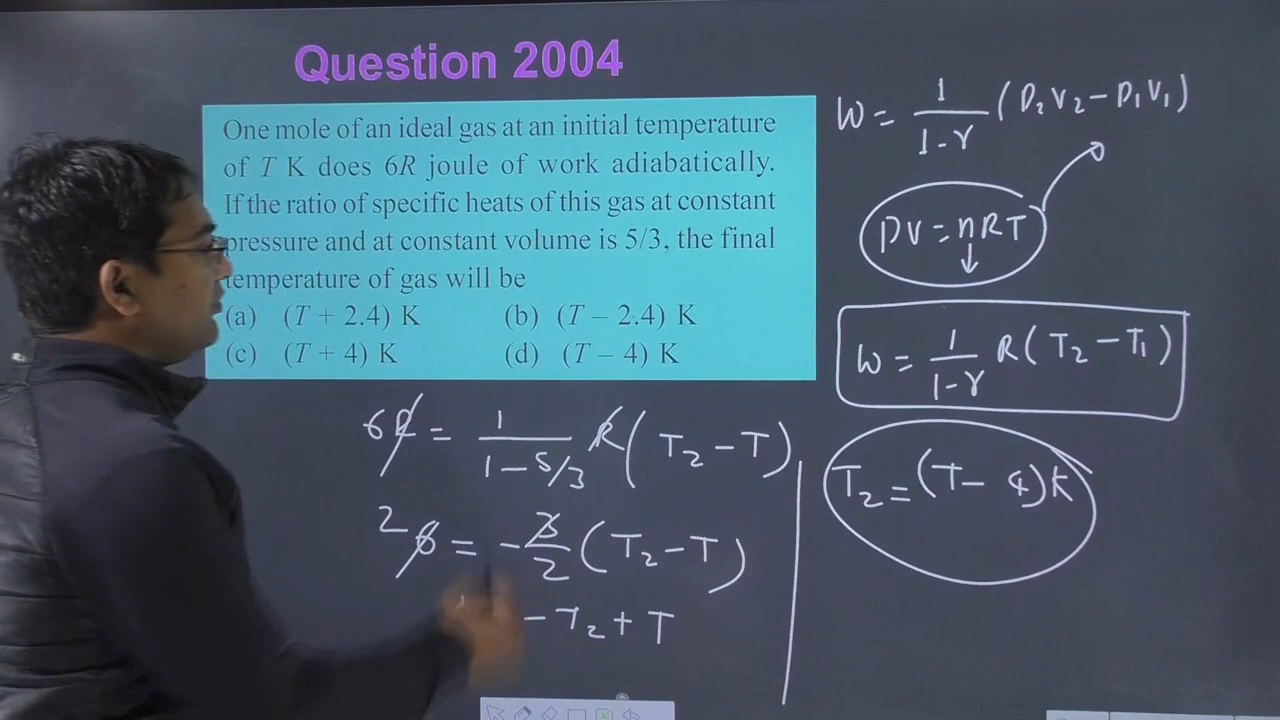 Question 2004
One mole of an ideal gas at an initial temperature
of T K does 6R joule of work adiabatically.
If the ratio of specific heats of this gas at constant
pressure and at constant volume is 5/3, the final
temperature of gas will be
(a) (T + 2.4) K (b) (T – 2.4) K
(c) (T + 4) K (d) (T – 4) K
W = 1/(1-γ) (P₂V₂ - P₁V₁)
PV = nRT
W = 1/(1-γ) R(T₂ - T₁)
6R = 1/(1-5/3) R(T₂ - T)
2 6 = -3/2 (T₂ - T)
-T₂ + T
T₂ = (T - 4)K